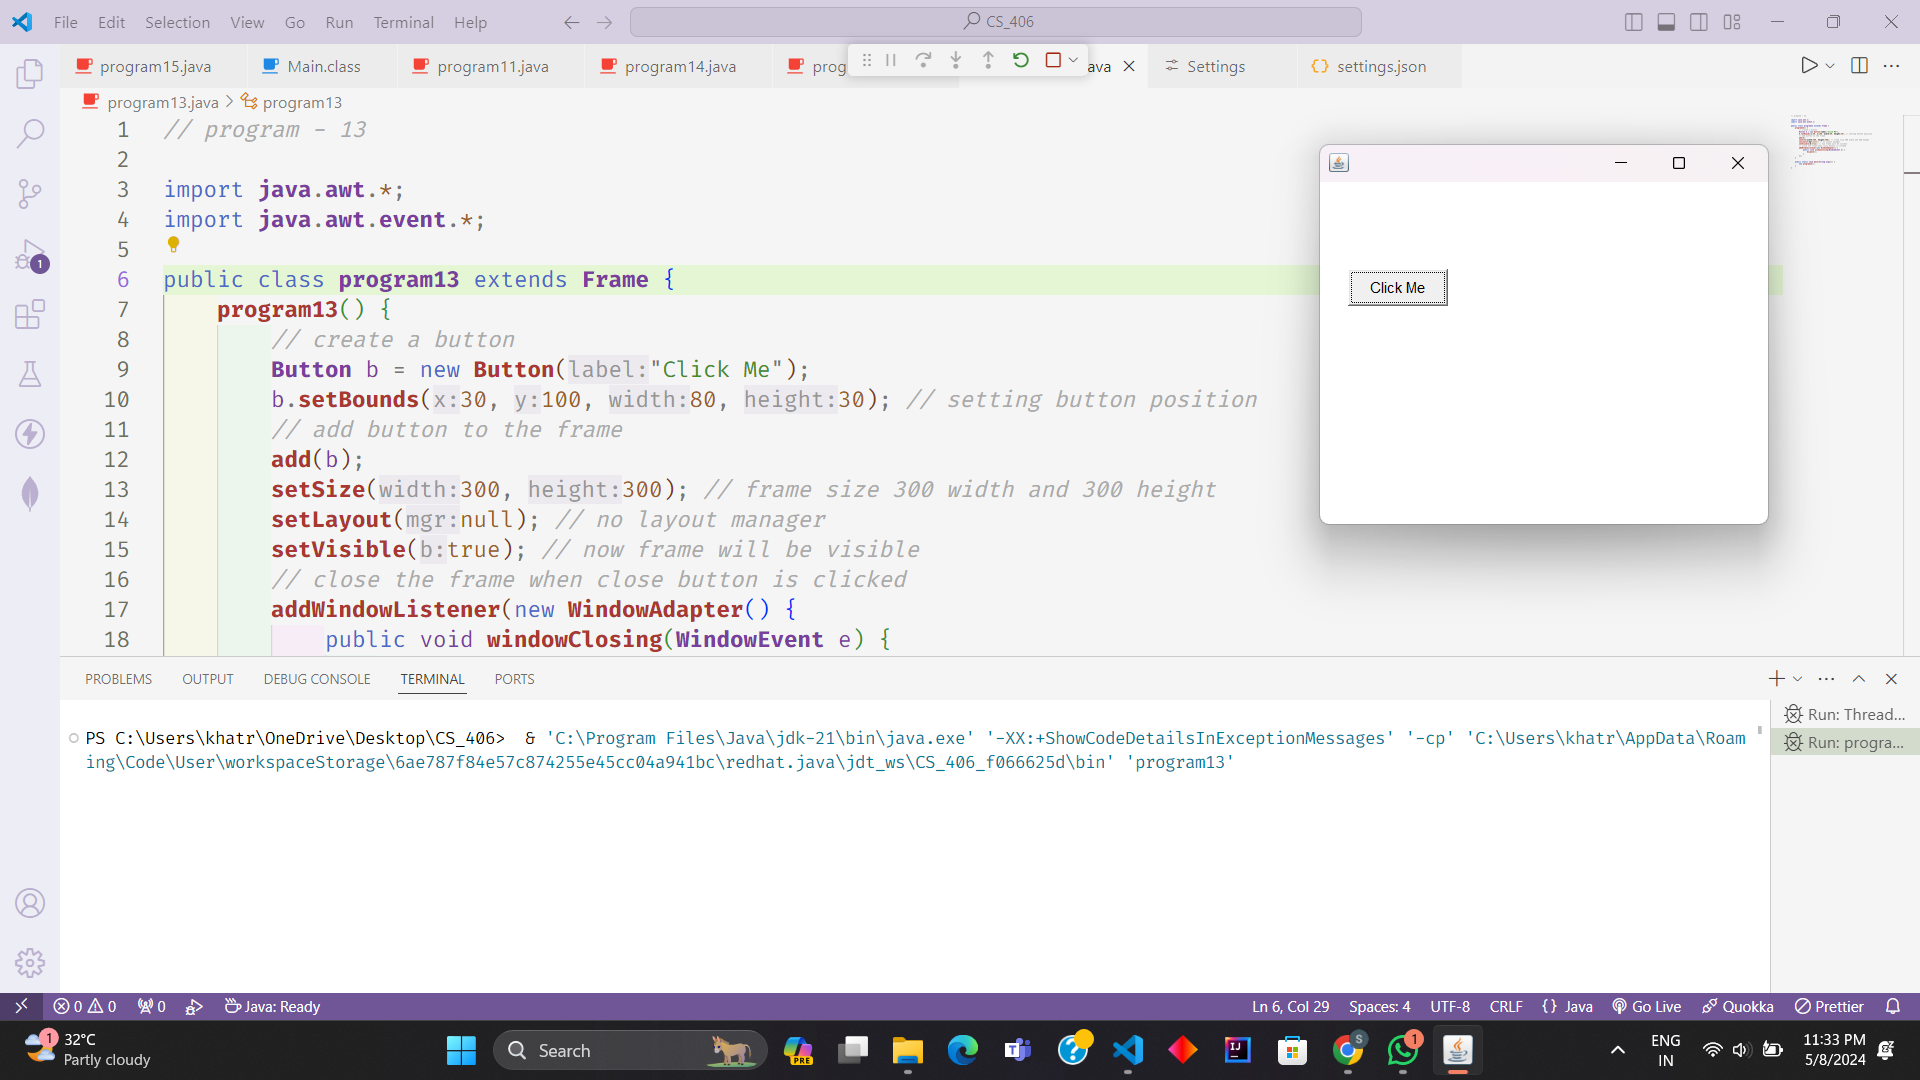 File Edit Selection View Go Run Terminal Help CS_406
program15.java Main.class program11.java program14.java prog ava Settings {} settings.json
program13.java > program13
1 // program - 13
2
3 import java.awt.*;
4 import java.awt.event.*;
5
6 public class program13 extends Frame {
7 program13() {
8 // create a button
9 Button b = new Button(label:"Click Me");
10 b.setBounds(x:30, y:100, width:80, height:30); // setting button position
11 // add button to the frame
12 add(b);
13 setSize(width:300, height:300); // frame size 300 width and 300 height
14 setLayout(mgr:null); // no layout manager
15 setVisible(b:true); // now frame will be visible
16 // close the frame when close button is clicked
17 addWindowListener(new WindowAdapter() {
18 public void windowClosing(WindowEvent e) {
Click Me
1
PROBLEMS OUTPUT DEBUG CONSOLE TERMINAL PORTS
PS C:\Users\khatr\OneDrive\Desktop\CS_406> & 'C:\Program Files\Java\jdk-21\bin\java.exe' '-XX:+ShowCodeDetailsInExceptionMessages' '-cp' 'C:\Users\khatr\AppData\Roam
ing\Code\User\workspaceStorage\6ae787f84e57c874255e45cc04a941bc\redhat.java\jdt_ws\CS_406_f066625d\bin' 'program13'
Run: Thread...
Run: progra...
0 0 0 Java: Ready Ln 6, Col 29 Spaces: 4 UTF-8 CRLF {} Java Go Live Quokka Prettier
1 32°C
Partly cloudy
Search
PRE
T
IJ
S
1
ENG
IN
11:33 PM
5/8/2024